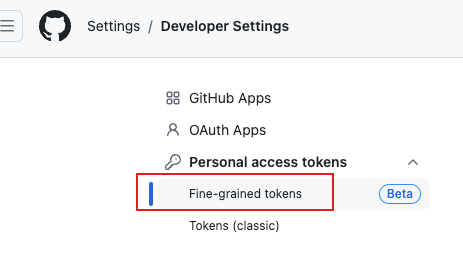 Settings / Developer Settings
GitHub Apps
OAuth Apps
Personal access tokens
Fine-grained tokens Beta
Tokens (classic)